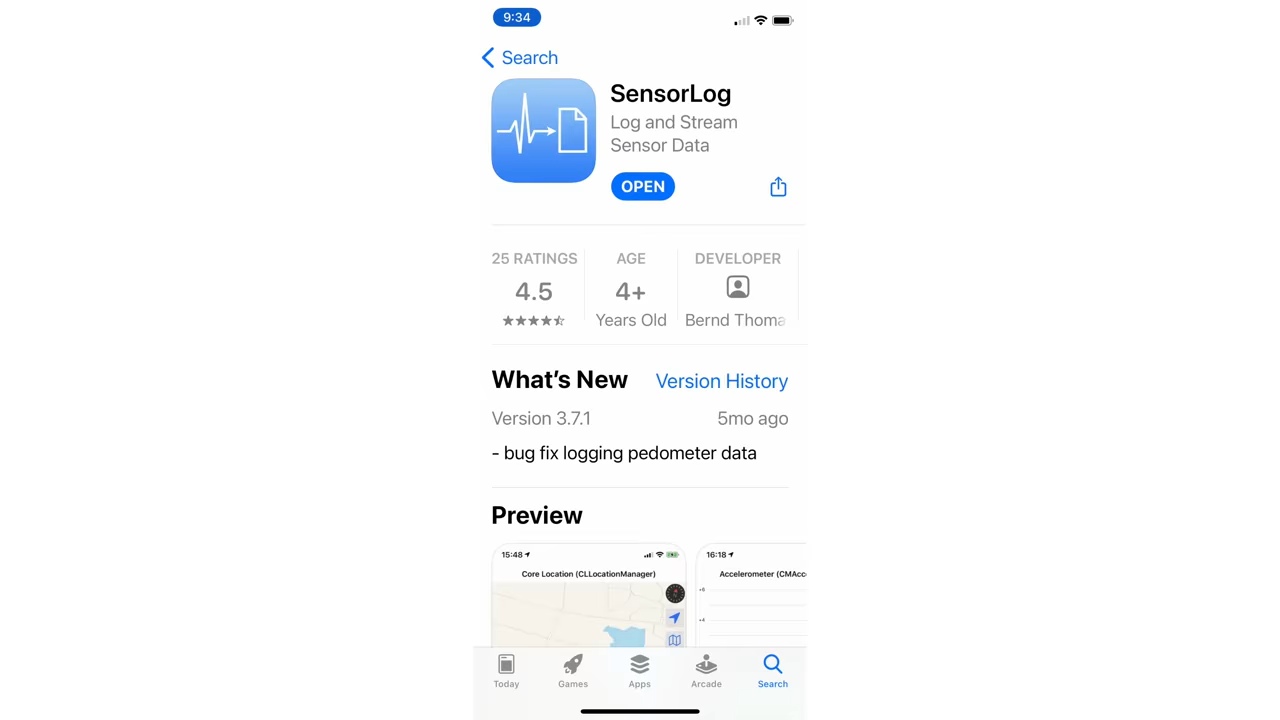 9:34
Search
SensorLog
Log and Stream
Sensor Data
OPEN
25 RATINGS
AGE
DEVELOPER
4.5
4+
Years Old
Bernd Thoma
What's New
Version History
Version 3.7.1
5mo ago
- bug fix logging pedometer data
Preview
15:48
16:18
Core Location (CLLocationManager)
Accelerometer (CMAcc
+6
+4
Today
Games
Apps
Arcade
Search